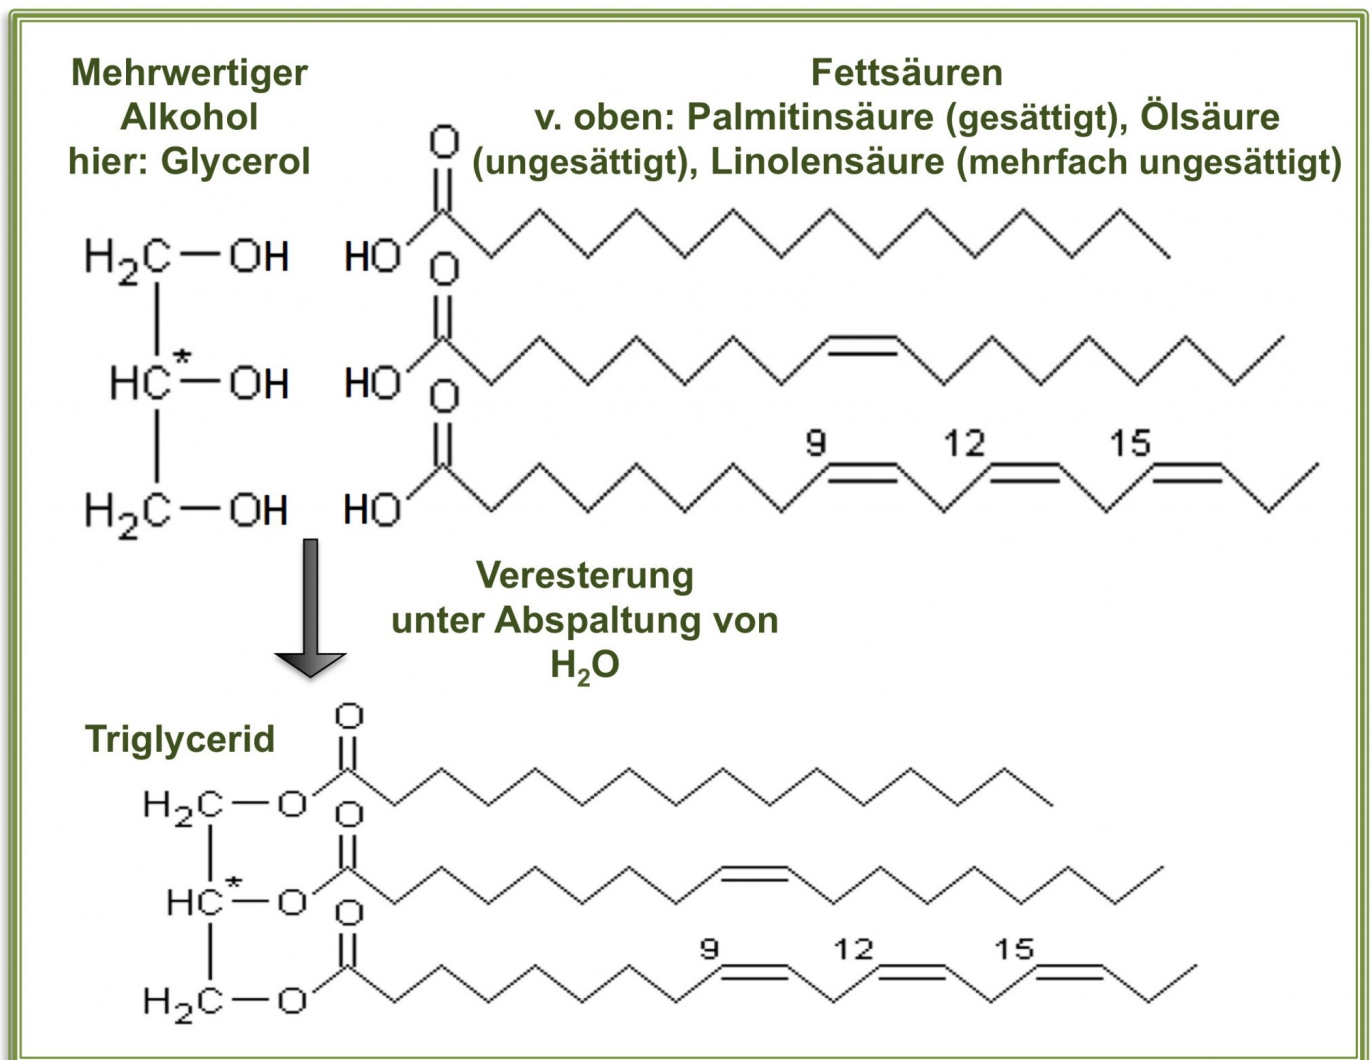 Mehrwertiger
Alkohol
hier: Glycerol
Fettsäuren
v. oben: Palmitinsäure (gesättigt), Ölsäure
(ungesättigt), Linolensäure (mehrfach ungesättigt)
O
H₂C—OH HO
O
HC*—OH HO
O
9 12 15
H₂C—OH HO
Veresterung
unter Abspaltung von
H₂O
Triglycerid
O
H₂C—O
O
HC*—O
O
9 12 15
H₂C—O